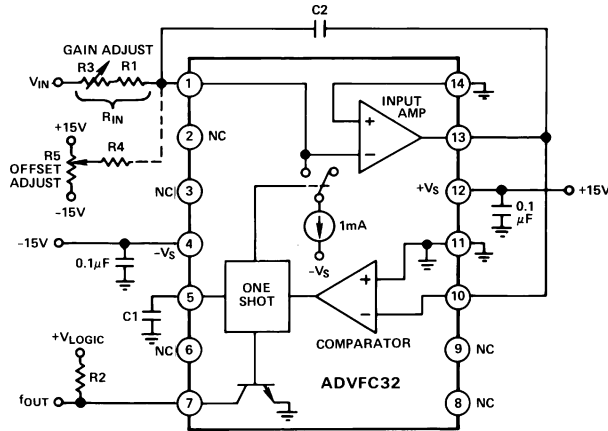 C2
GAIN ADJUST
R3 R1
VIN
RIN
1
14
INPUT
AMP
+
−
13
+15V
R5
OFFSET
ADJUST
R4
−15V
2 NC
NC 3
+VS
12
+15V
0.1
µF
1mA
−VS
−15V
−VS
4
0.1µF
11
5
C1
ONE
SHOT
+
−
10
COMPARATOR
+VLOGIC
R2
NC 6
9 NC
fOUT
7
ADVFC32
8 NC